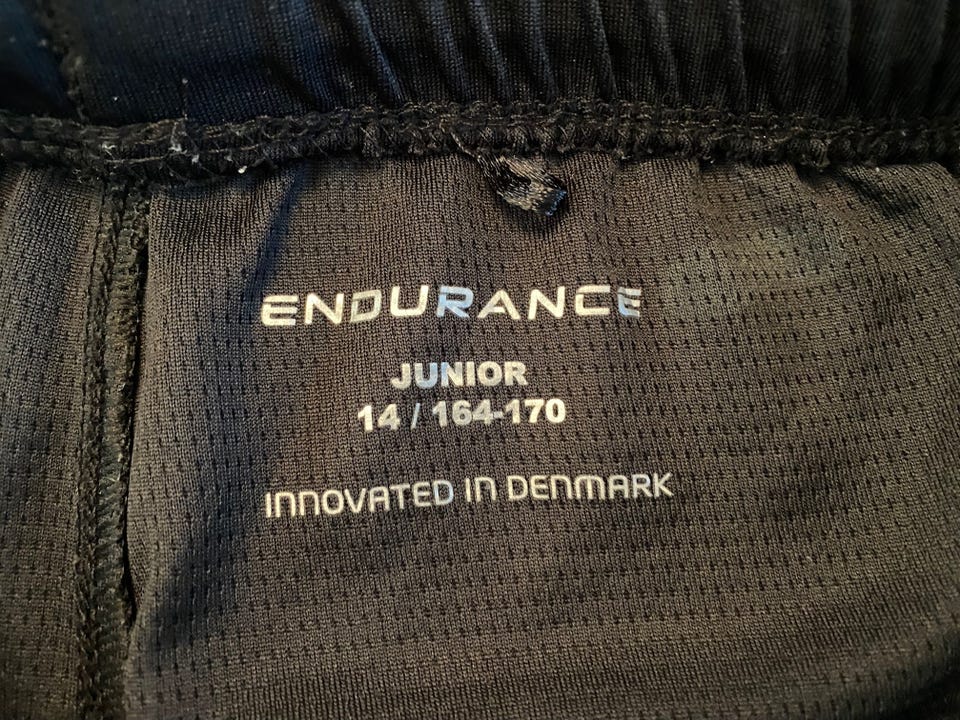 ENDURANCE
JUNIOR
14 / 164-170
INNOVATED IN DENMARK